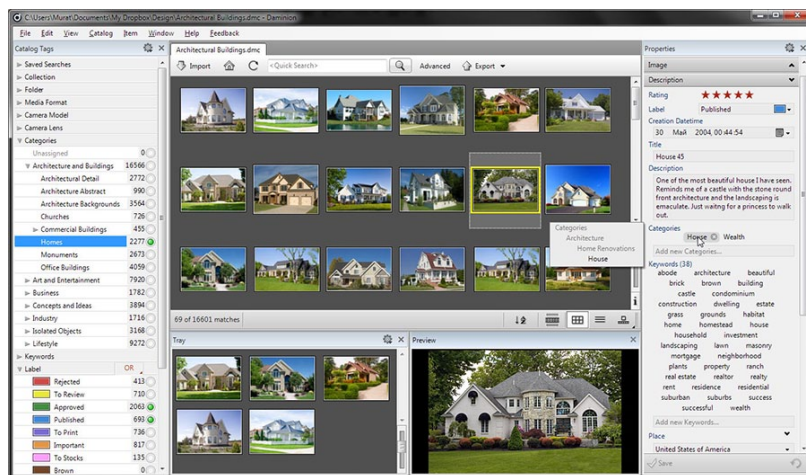 C:\Users\Murat\Documents\My Dropbox\Design\Architectural Buildings.dmc - Daminion
File Edit View Catalog Item Window Help Feedback
Catalog Tags
Saved Searches
Collection
Folder
Media Format
Camera Model
Camera Lens
Categories
Unassigned 0
Architecture and Buildings 16566
Architectural Detail 2772
Architecture Abstract 990
Architecture Backgrounds 3564
Churches 726
Commercial Buildings 455
Homes 2277
Monuments 2673
Office Buildings 4059
Art and Entertainment 7920
Business 1782
Concepts and Ideas 3894
Industry 1716
Isolated Objects 3168
Lifestyle 9272
Keywords
Label OR
Rejected 413
To Review 710
Approved 2063
Published 693
To Print 736
Important 817
To Stocks 135
Brown 0
Architectural Buildings.dmc
Import <Quick Search> Advanced Export
Categories
Architecture
Home Renovations
House
69 of 16601 matches
Tray
Preview
Properties
Image
Description
Rating
Label Published
Creation Datetime
30 Май 2004, 00:44:54
Title
House 45
Description
One of the most beautiful house I have seen.
Reminds me of a castle with the stone round
front architecture and the landscaping is
emaculate. Just waitng for a princess to walk
out.
Categories
House Wealth
Add new Categories...
Keywords (38)
abode architecture beautiful
brick brown building
castle condominium
construction dwelling estate
grass grounds habitat
home homestead house
household investment
landscaping lawn masonry
mortgage neighborhood
plants property ranch
real estate realtor realty
rent residence residential
suburban suburbs success
successful wealth
Add new Keywords...
Place
United States of America
Save